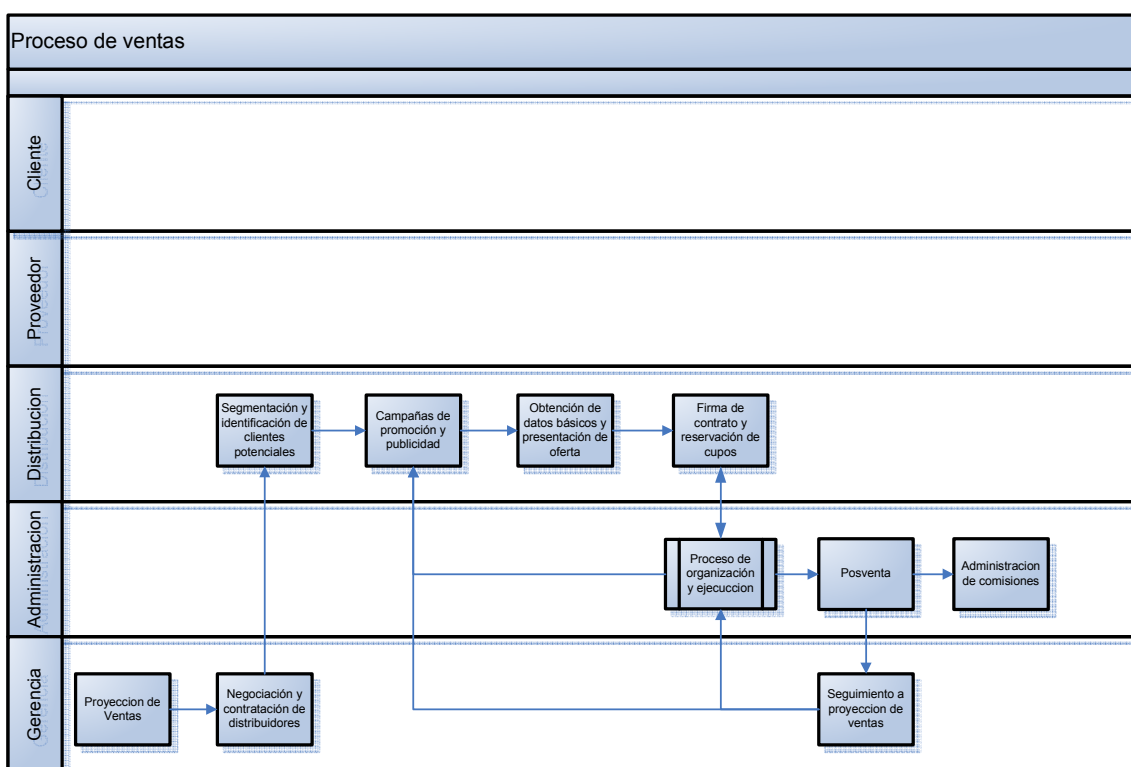 Proceso de ventas
Cliente
Proveedor
Distribucion
Segmentación y
identificación de
clientes
potenciales
Campañas de
promoción y
publicidad
Obtención de
datos básicos y
presentación de
oferta
Firma de
contrato y
reservación de
cupos
Administracion
Proceso de
organización
y ejecuccion
Posventa
Administracion
de comisiones
Gerencia
Proyeccion de
Ventas
Negociación y
contratación de
distribuidores
Seguimiento a
proyeccion de
ventas